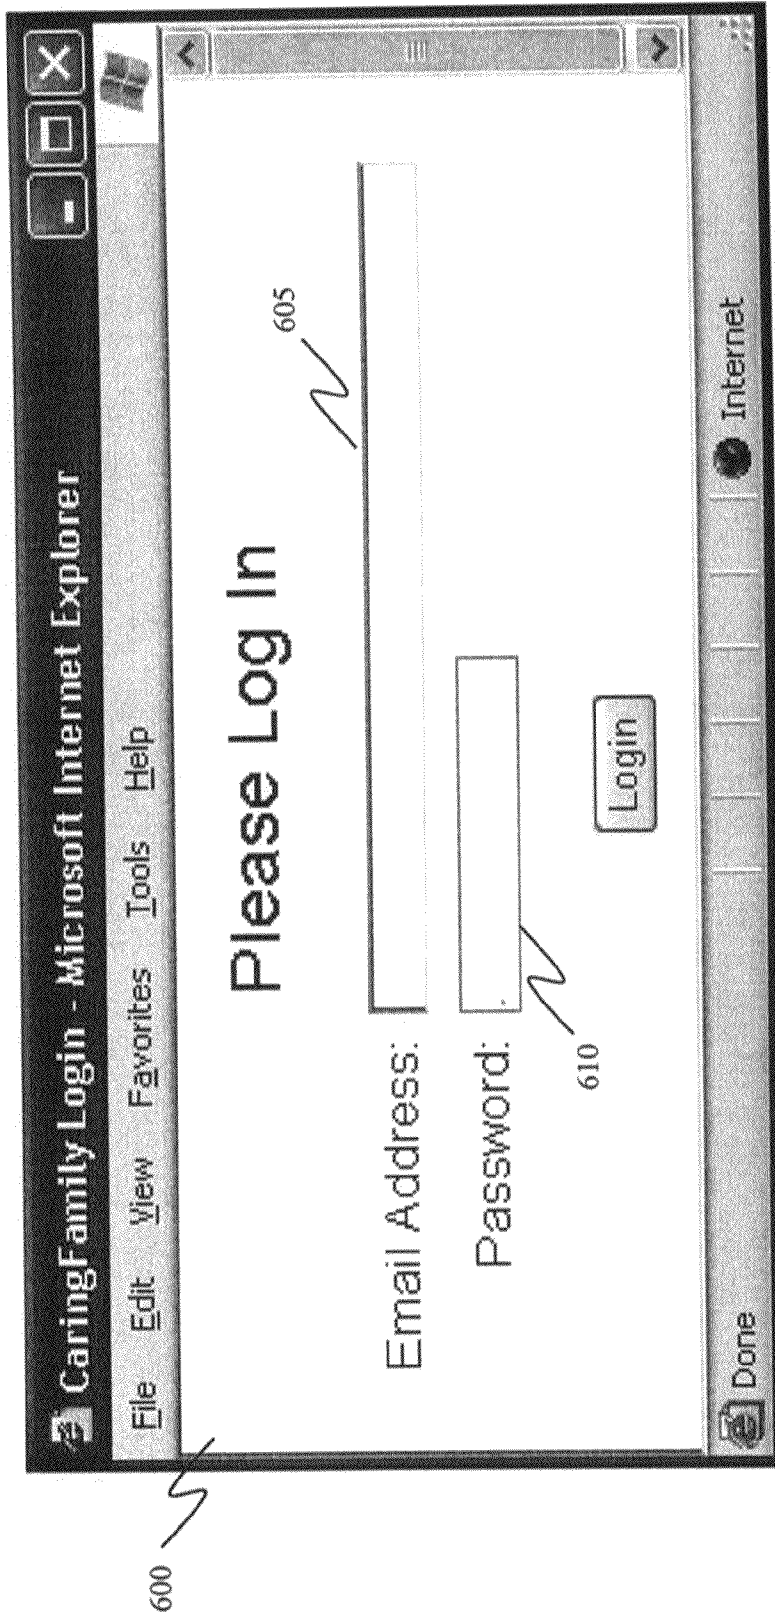 CaringFamily Login - Microsoft Internet Explorer
File Edit View Favorites Tools Help
600
Please Log In
605
Email Address:
Password:
610
Login
Done Internet